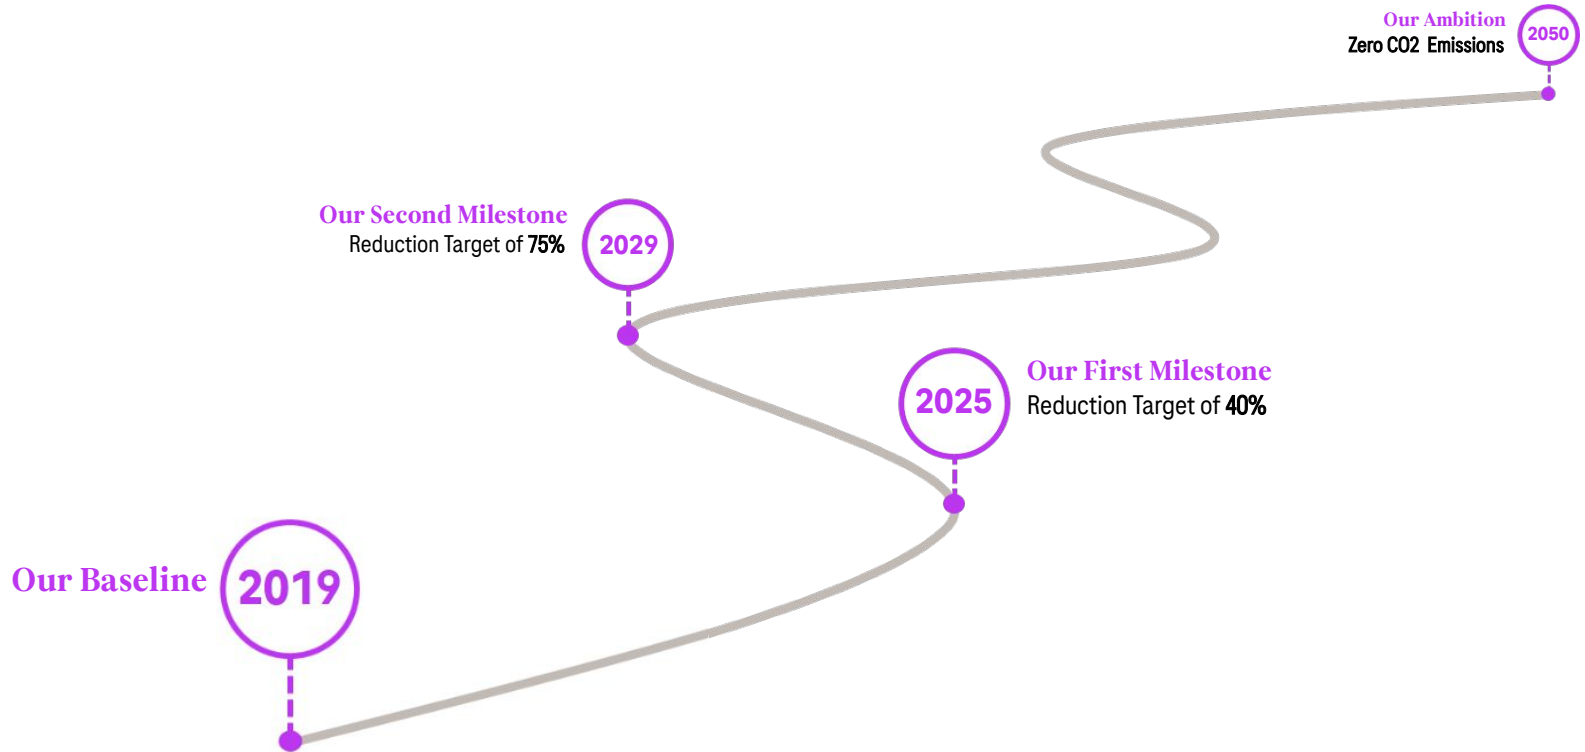 Our Ambition
Zero CO2 Emissions
2050
Our Second Milestone
Reduction Target of 75%
2029
2025
Our First Milestone
Reduction Target of 40%
Our Baseline
2019